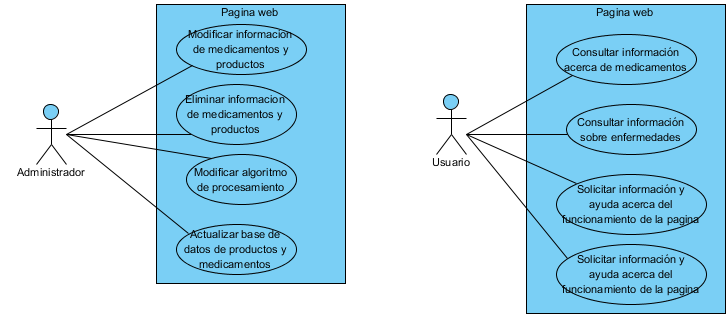 Pagina web
Modificar informacion
de medicamentos y
productos
Eliminar informacion
de medicamentos y
productos
Administrador
Modificar algoritmo
de procesamiento
Actualizar base de
datos de productos y
medicamentos
Pagina web
Consultar información
acerca de medicamentos
Consultar información
sobre enfermedades
Usuario
Solicitar información y
ayuda acerca del
funcionamiento de la pagina
Solicitar información y
ayuda acerca del
funcionamiento de la pagina